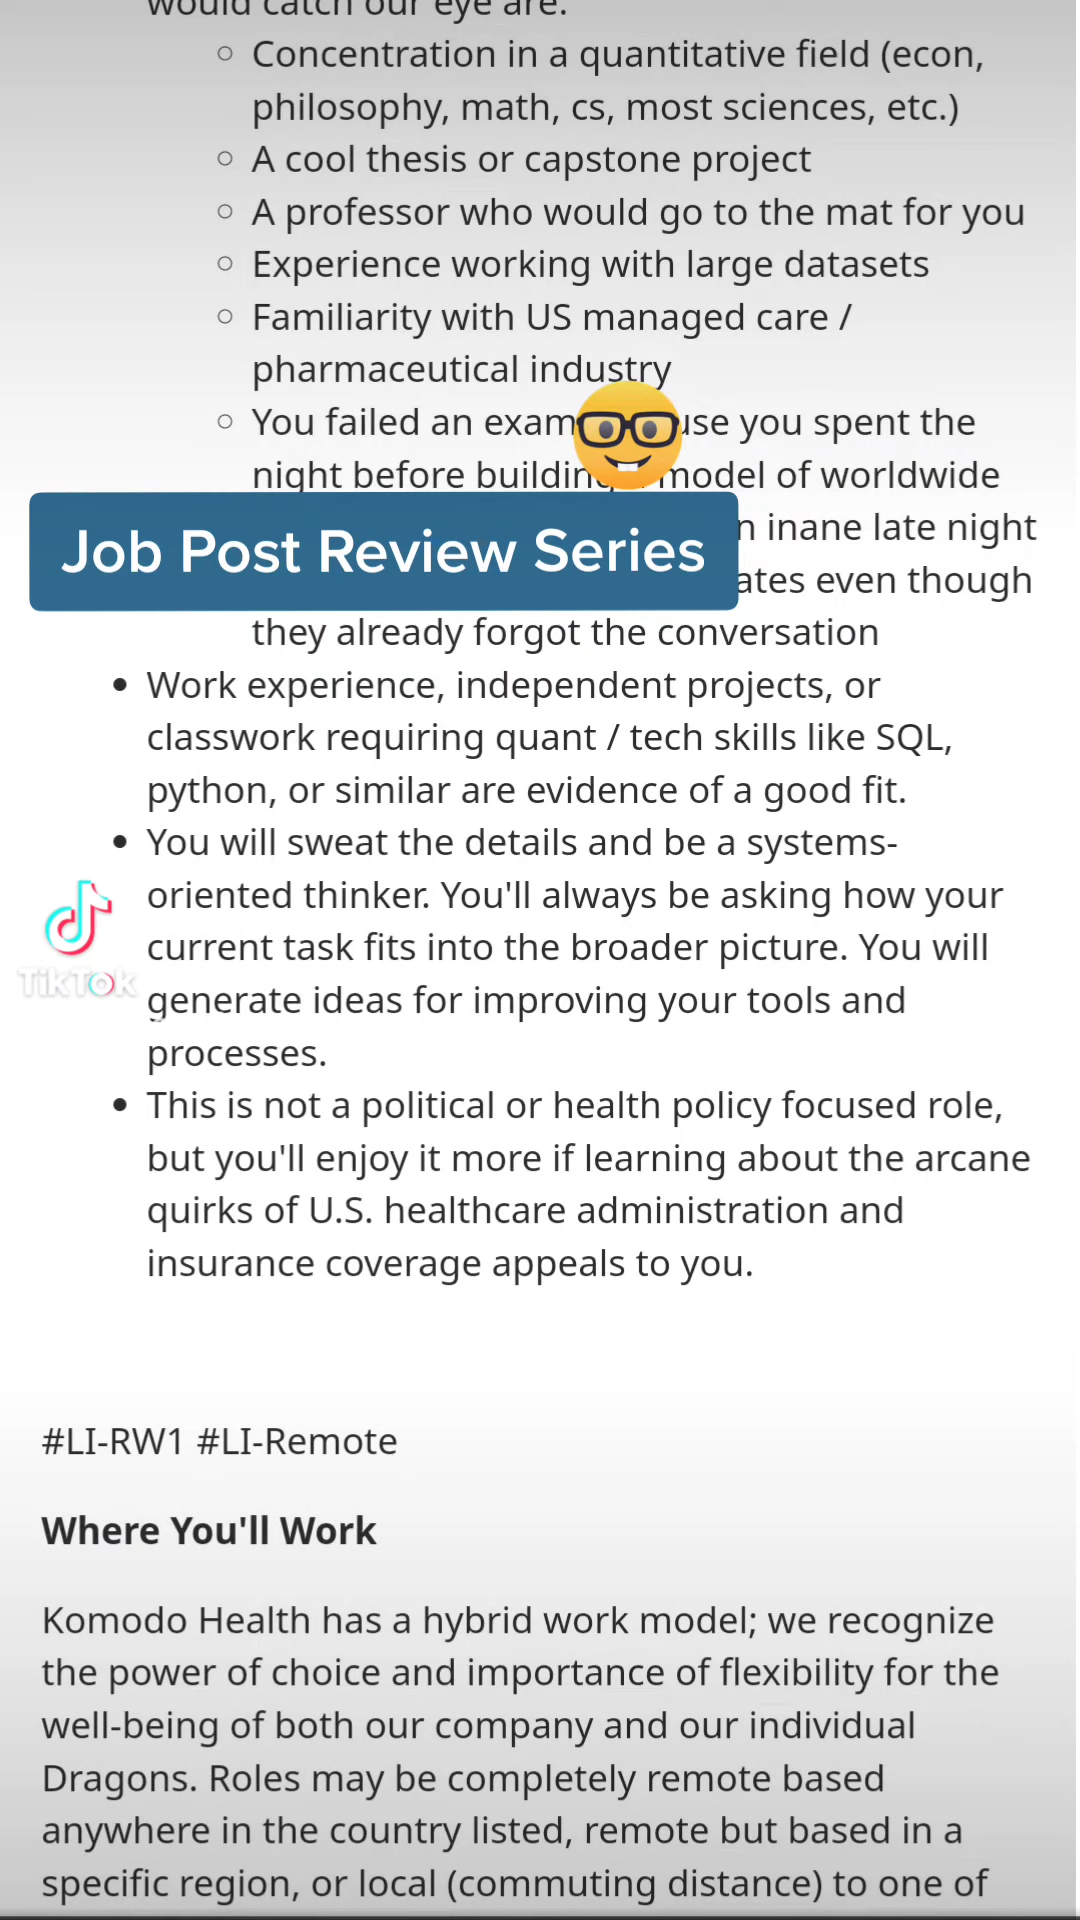 would catch our eye are:
Concentration in a quantitative field (econ,
philosophy, math, cs, most sciences, etc.)
A cool thesis or capstone project
A professor who would go to the mat for you
Experience working with large datasets
Familiarity with US managed care /
pharmaceutical industry
You failed an exam use you spent the
night before building model of worldwide
inane late night
even though
Job Post Review Series
they already forgot the conversation
Work experience, independent projects, or
classwork requiring quant / tech skills like SQL,
python, or similar are evidence of a good fit.
You will sweat the details and be a systems-
oriented thinker. You'll always be asking how your
current task fits into the broader picture. You will
TikTok
generate ideas for improving your tools and
processes.
This is not a political or health policy focused role,
but you'll enjoy it more if learning about the arcane
quirks of U.S. healthcare administration and
insurance coverage appeals to you.
#LI-RW1 #LI-Remote
Where You'll Work
Komodo Health has a hybrid work model; we recognize
the power of choice and importance of flexibility for the
well-being of both our company and our individual
Dragons. Roles may be completely remote based
anywhere in the country listed, remote but based in a
specific region, or local (commuting distance) to one of